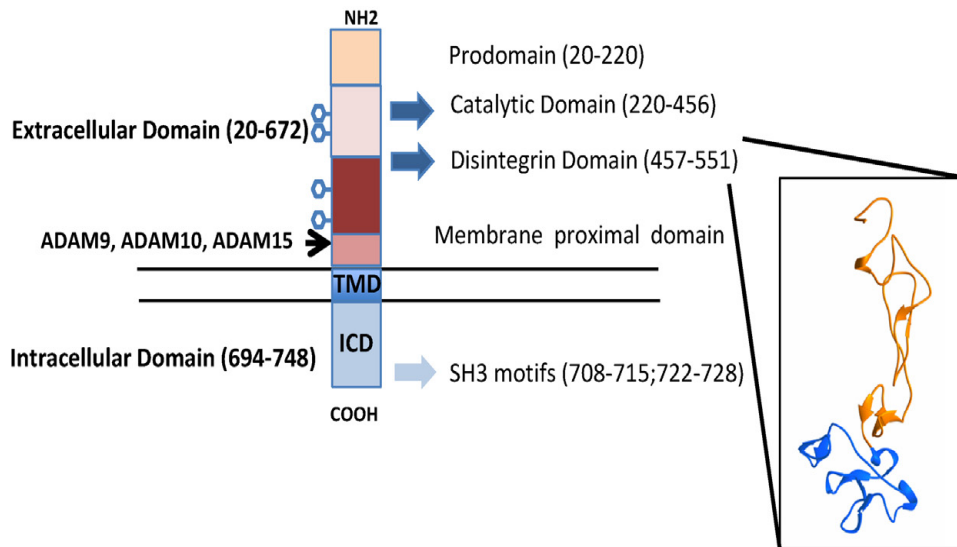 NH2
Prodomain (20-220)
Catalytic Domain (220-456)
Extracellular Domain (20-672)
Disintegrin Domain (457-551)
ADAM9, ADAM10, ADAM15
Membrane proximal domain
TMD
ICD
Intracellular Domain (694-748)
SH3 motifs (708-715;722-728)
COOH